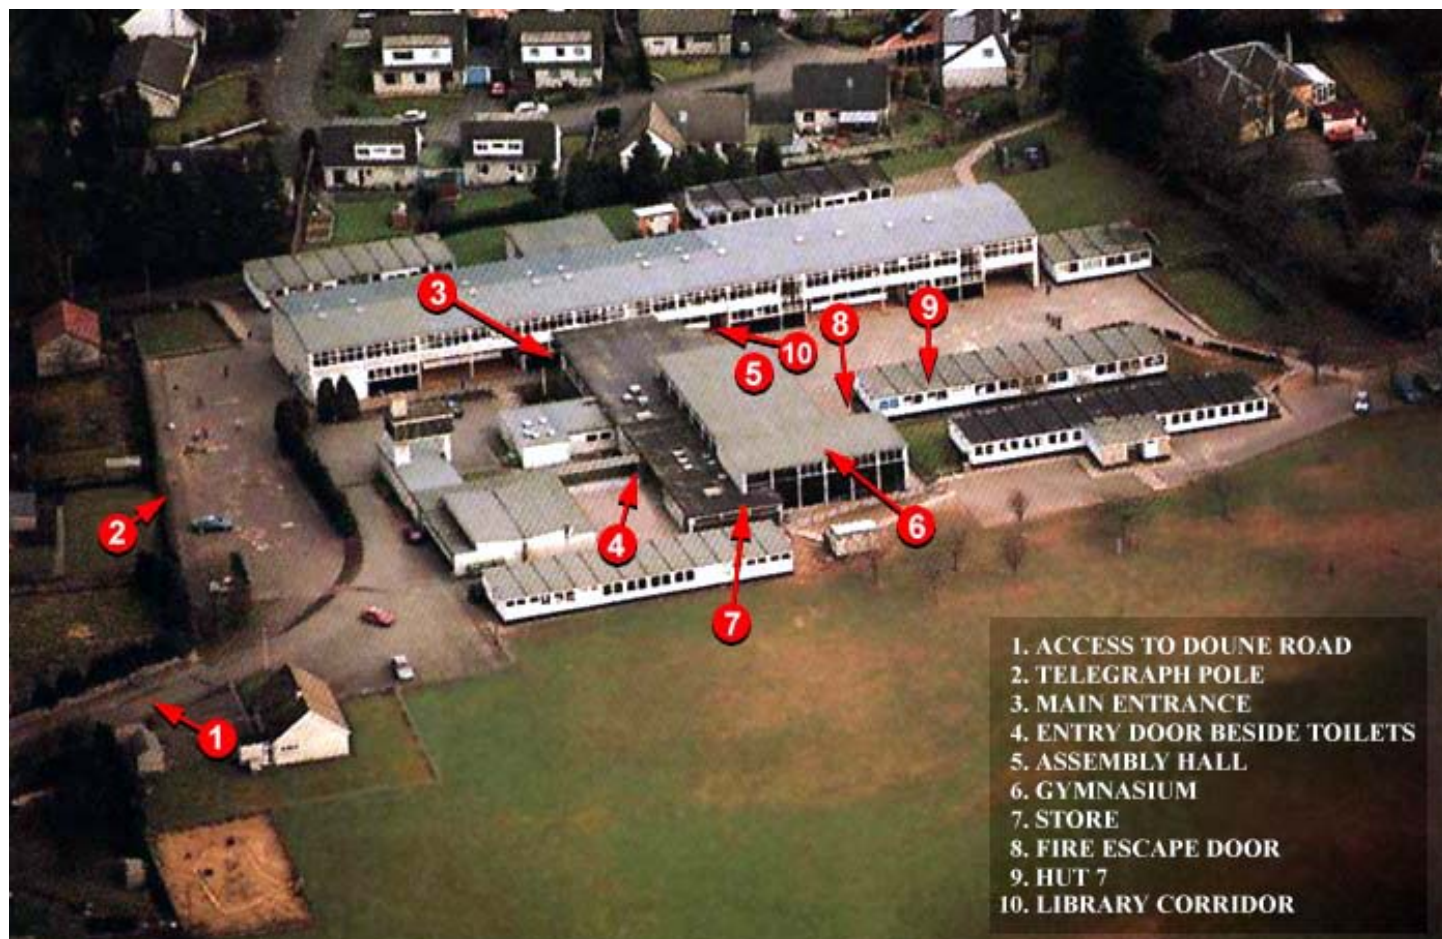 3
9
8
10
5
2
6
4
7
1
1. ACCESS TO DOUNE ROAD
2. TELEGRAPH POLE
3. MAIN ENTRANCE
4. ENTRY DOOR BESIDE TOILETS
5. ASSEMBLY HALL
6. GYMNASIUM
7. STORE
8. FIRE ESCAPE DOOR
9. HUT 7
10. LIBRARY CORRIDOR